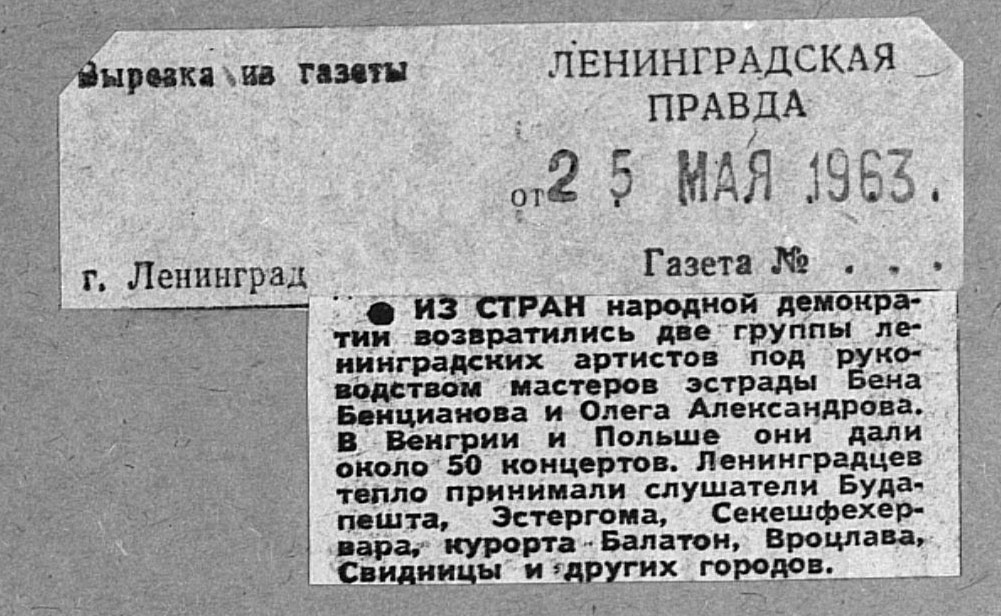 Вырезка из газеты
ЛЕНИНГРАДСКАЯ
ПРАВДА
от 25 МАЯ 1963.
г. Ленинград
Газета № . . .
● ИЗ СТРАН народной демокра-
тии возвратились две группы ле-
нинградских артистов под руко-
водством мастеров эстрады Бена
Бенцианова и Олега Александрова.
В Венгрии и Польше они дали
около 50 концертов. Ленинградцев
тепло принимали слушатели Буда-
пешта, Эстергома, Секешфехер-
вара, курорта Балатон, Вроцлава,
Свидницы и других городов.